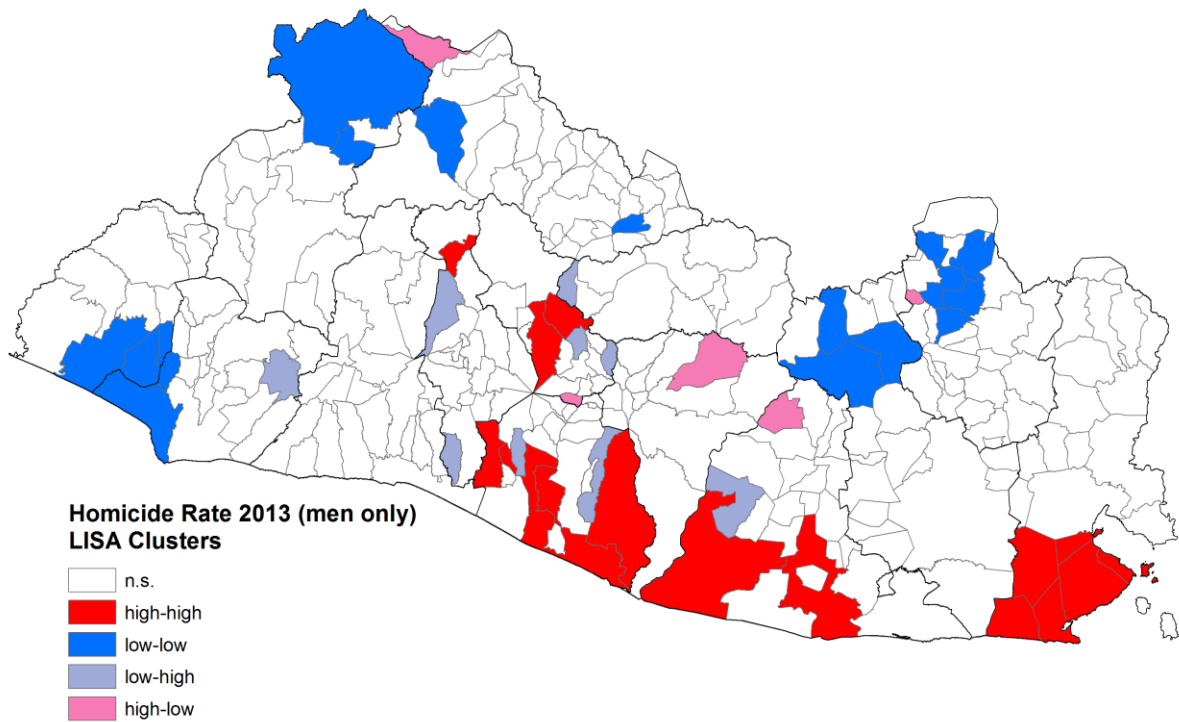 Homicide Rate 2013 (men only)
LISA Clusters
n.s.
high-high
low-low
low-high
high-low